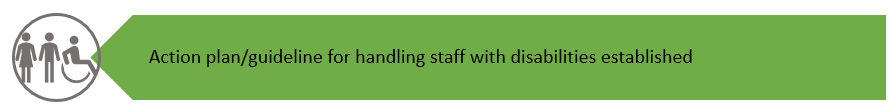 Action plan/guideline for handling staff with disabilities established